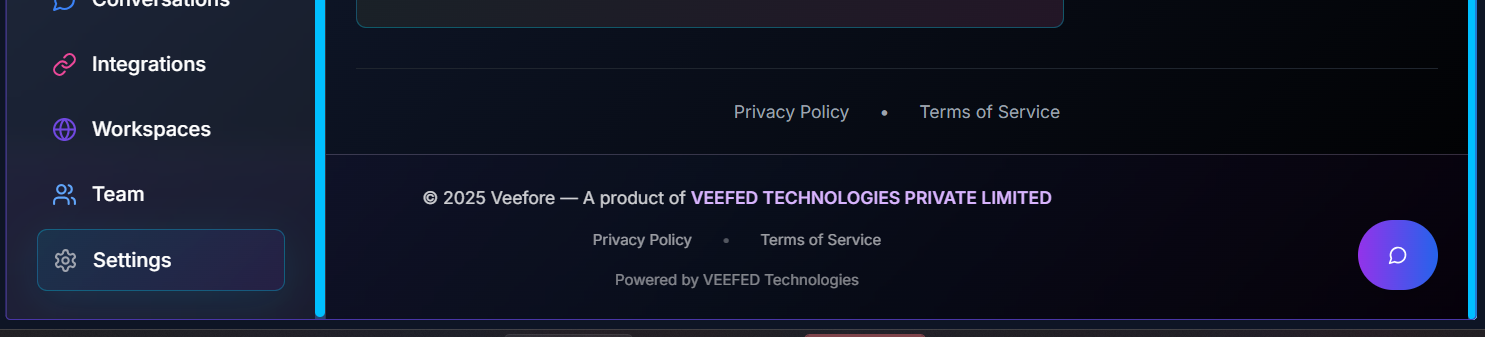 Conversations
Integrations
Workspaces
Team
Settings
Privacy Policy • Terms of Service
© 2025 Veefore — A product of VEEFED TECHNOLOGIES PRIVATE LIMITED
Privacy Policy • Terms of Service
Powered by VEEFED Technologies